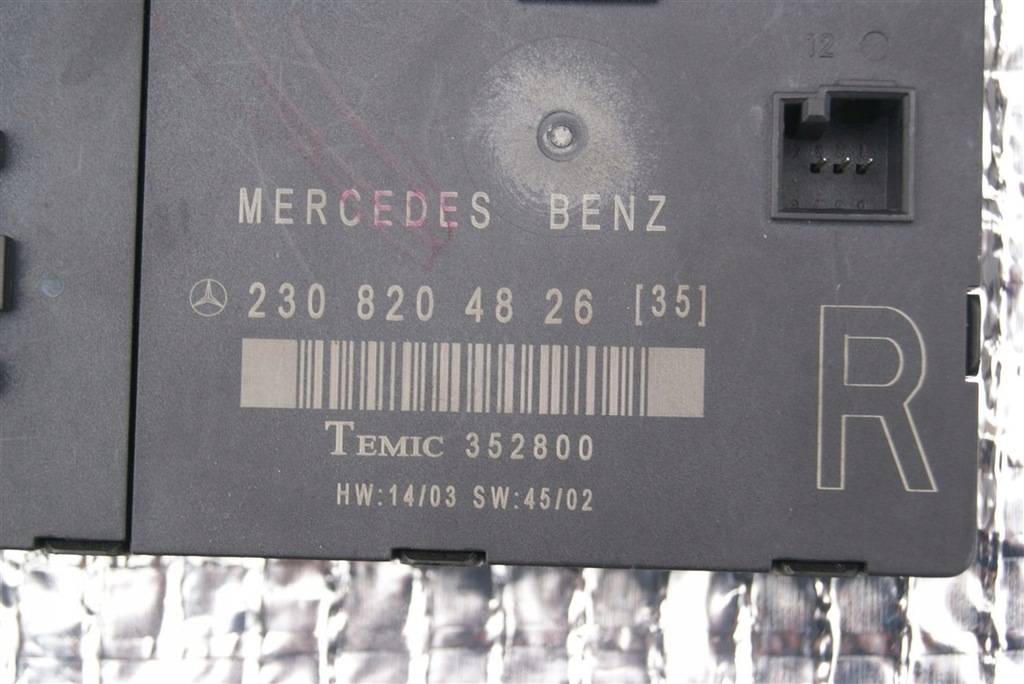 12
MERCEDES BENZ
230 820 48 26 [35]
TEMIC 352800
HW:14/03 SW:45/02
R